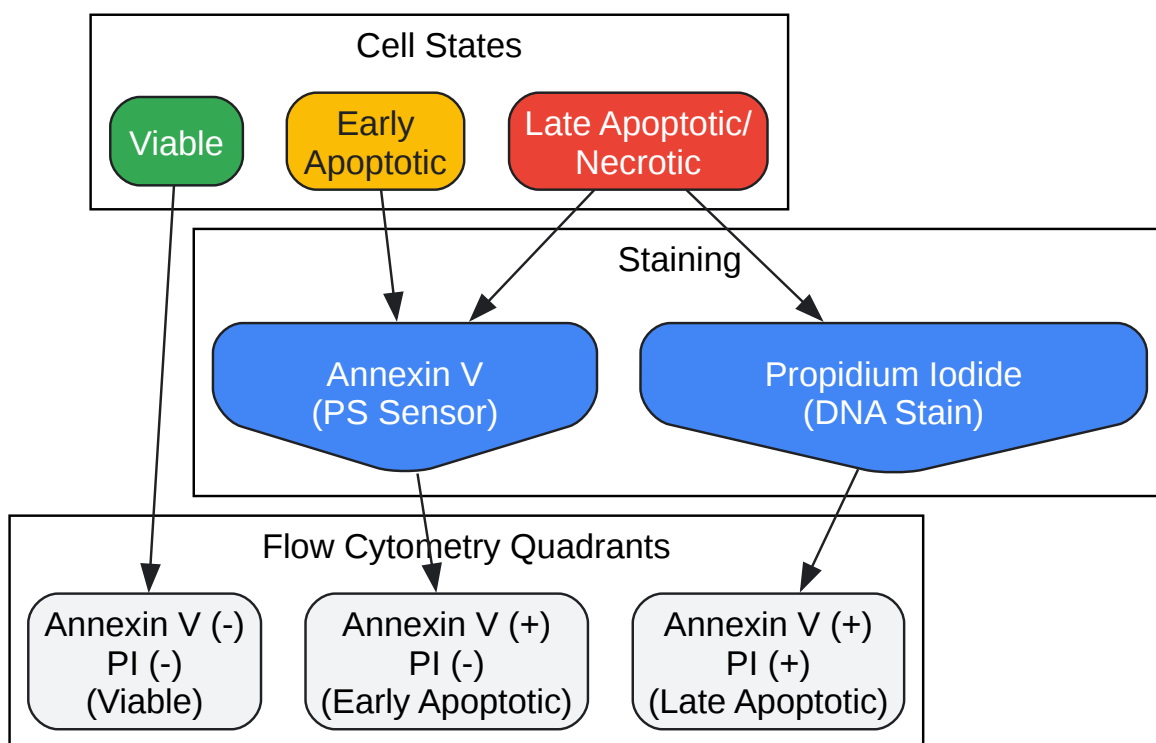 Cell States
Viable
Early
Apoptotic
Late Apoptotic/
Necrotic
Staining
Annexin V
(PS Sensor)
Propidium Iodide
(DNA Stain)
Flow Cytometry Quadrants
Annexin V (-)
PI (-)
(Viable)
Annexin V (+)
PI (-)
(Early Apoptotic)
Annexin V (+)
PI (+)
(Late Apoptotic)